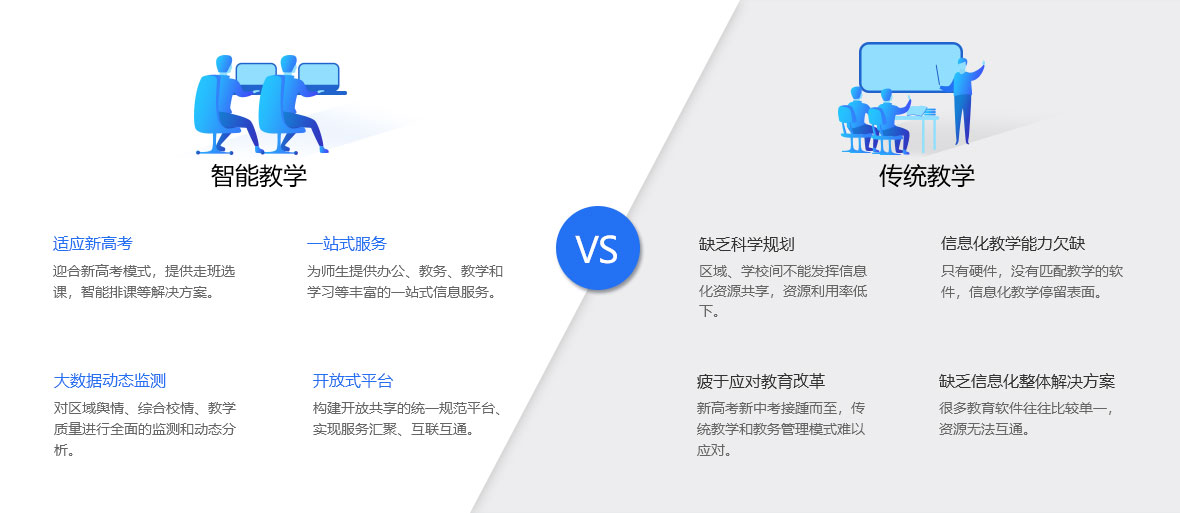 智能教学
适应新高考
迎合新高考模式，提供走班选
课，智能排课等解决方案。
一站式服务
为师生提供办公、教务、教学和
学习等丰富的一站式信息服务。
大数据动态监测
对区域舆情、综合校情、教学
质量进行全面的监测和动态分
析。
开放式平台
构建开放共享的统一规范平台、
实现服务汇聚、互联互通。
VS
传统教学
缺乏科学规划
区域、学校间不能发挥信息
化资源共享，资源利用率低
下。
信息化教学能力欠缺
只有硬件，没有匹配教学的软
件，信息化教学停留表面。
疲于应对教育改革
新高考新中考接踵而至，传
统教学和教务管理模式难以
应对。
缺乏信息化整体解决方案
很多教育软件往往比较单一，
资源无法互通。